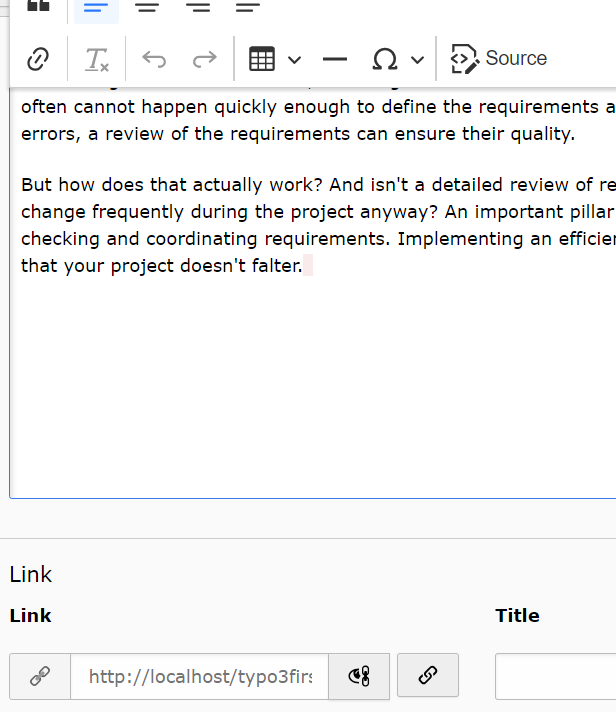 Source
often cannot happen quickly enough to define the requirements a
errors, a review of the requirements can ensure their quality.
But how does that actually work? And isn't a detailed review of re
change frequently during the project anyway? An important pillar
checking and coordinating requirements. Implementing an efficier
that your project doesn't falter.
Link
Link
Title
http://localhost/typo3firs